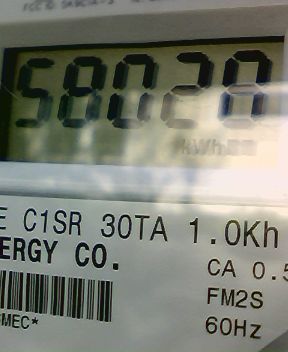 58028
kWh
E C1SR 30TA 1.0Kh
ERGY CO.
CA 0.5
FM2S
MEC*
60Hz